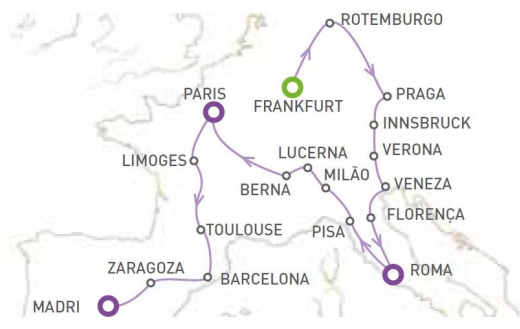 ROTEMBURGO
PARIS
FRANKFURT
PRAGA
INNSBRUCK
LUCERNA
VERONA
LIMOGES
MILÃO
BERNA
VENEZA
TOULOUSE
PISA
FLORENÇA
ZARAGOZA
BARCELONA
ROMA
MADRI